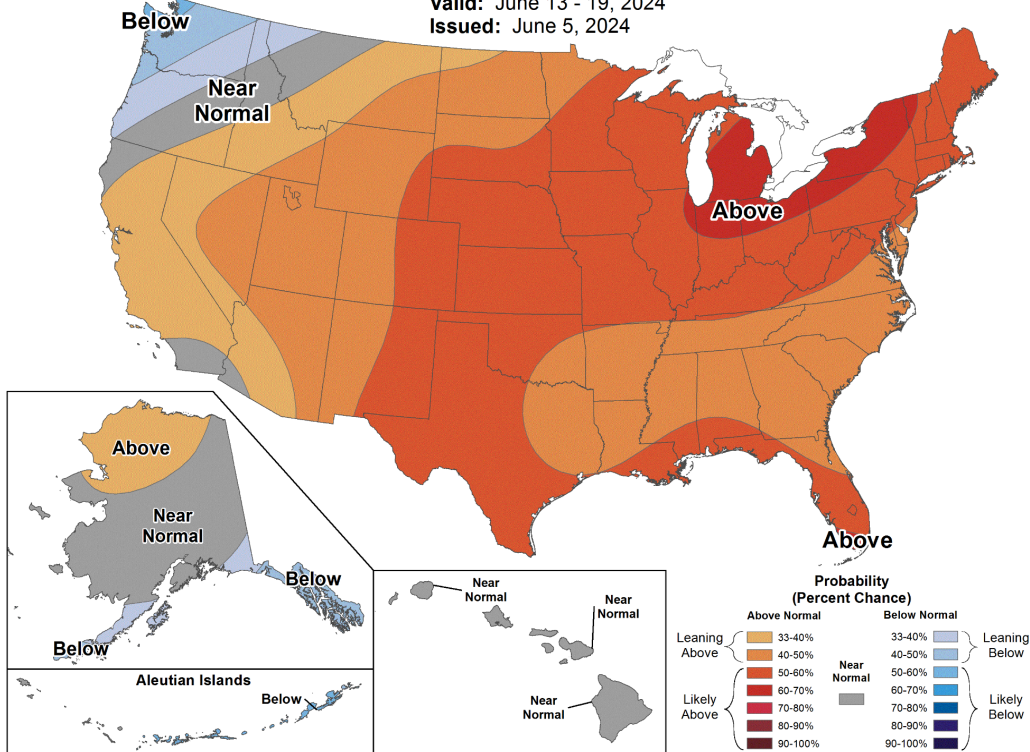 Valid: June 13 - 19, 2024
Issued: June 5, 2024
Below
Near
Normal
Above
Above
Above
Near
Normal
Below
Below
Aleutian Islands
Below
Near
Normal
Near
Normal
Near
Normal
Probability
(Percent Chance)
Above Normal
Below Normal
Leaning
Above
33-40%
40-50%
50-60%
60-70%
70-80%
80-90%
90-100%
Likely
Above
Near
Normal
33-40%
40-50%
50-60%
60-70%
70-80%
80-90%
90-100%
Leaning
Below
Likely
Below